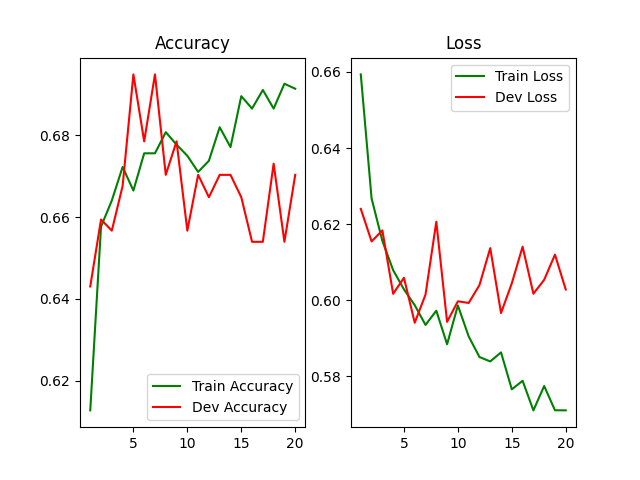 Accuracy
0.68
0.66
0.64
0.62
5
10
15
20
Train Accuracy
Dev Accuracy
Loss
0.66
0.64
0.62
0.60
0.58
5
10
15
20
Train Loss
Dev Loss